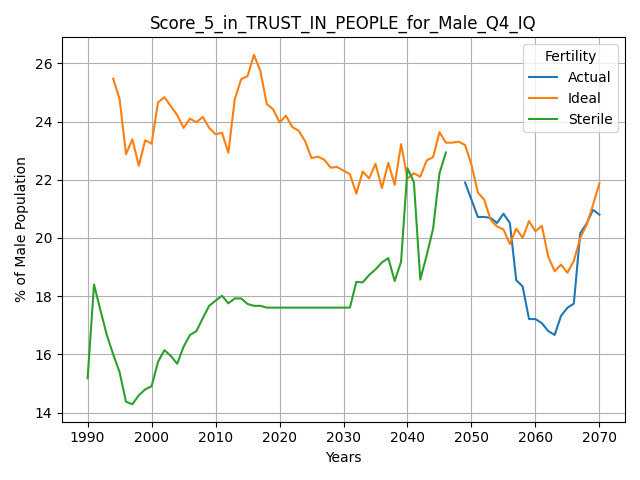 Score_5_in_TRUST_IN_PEOPLE_for_Male_Q4_IQ
Fertility
Actual
Ideal
Sterile
% of Male Population
26
24
22
20
18
16
14
1990 2000 2010 2020 2030 2040 2050 2060 2070
Years